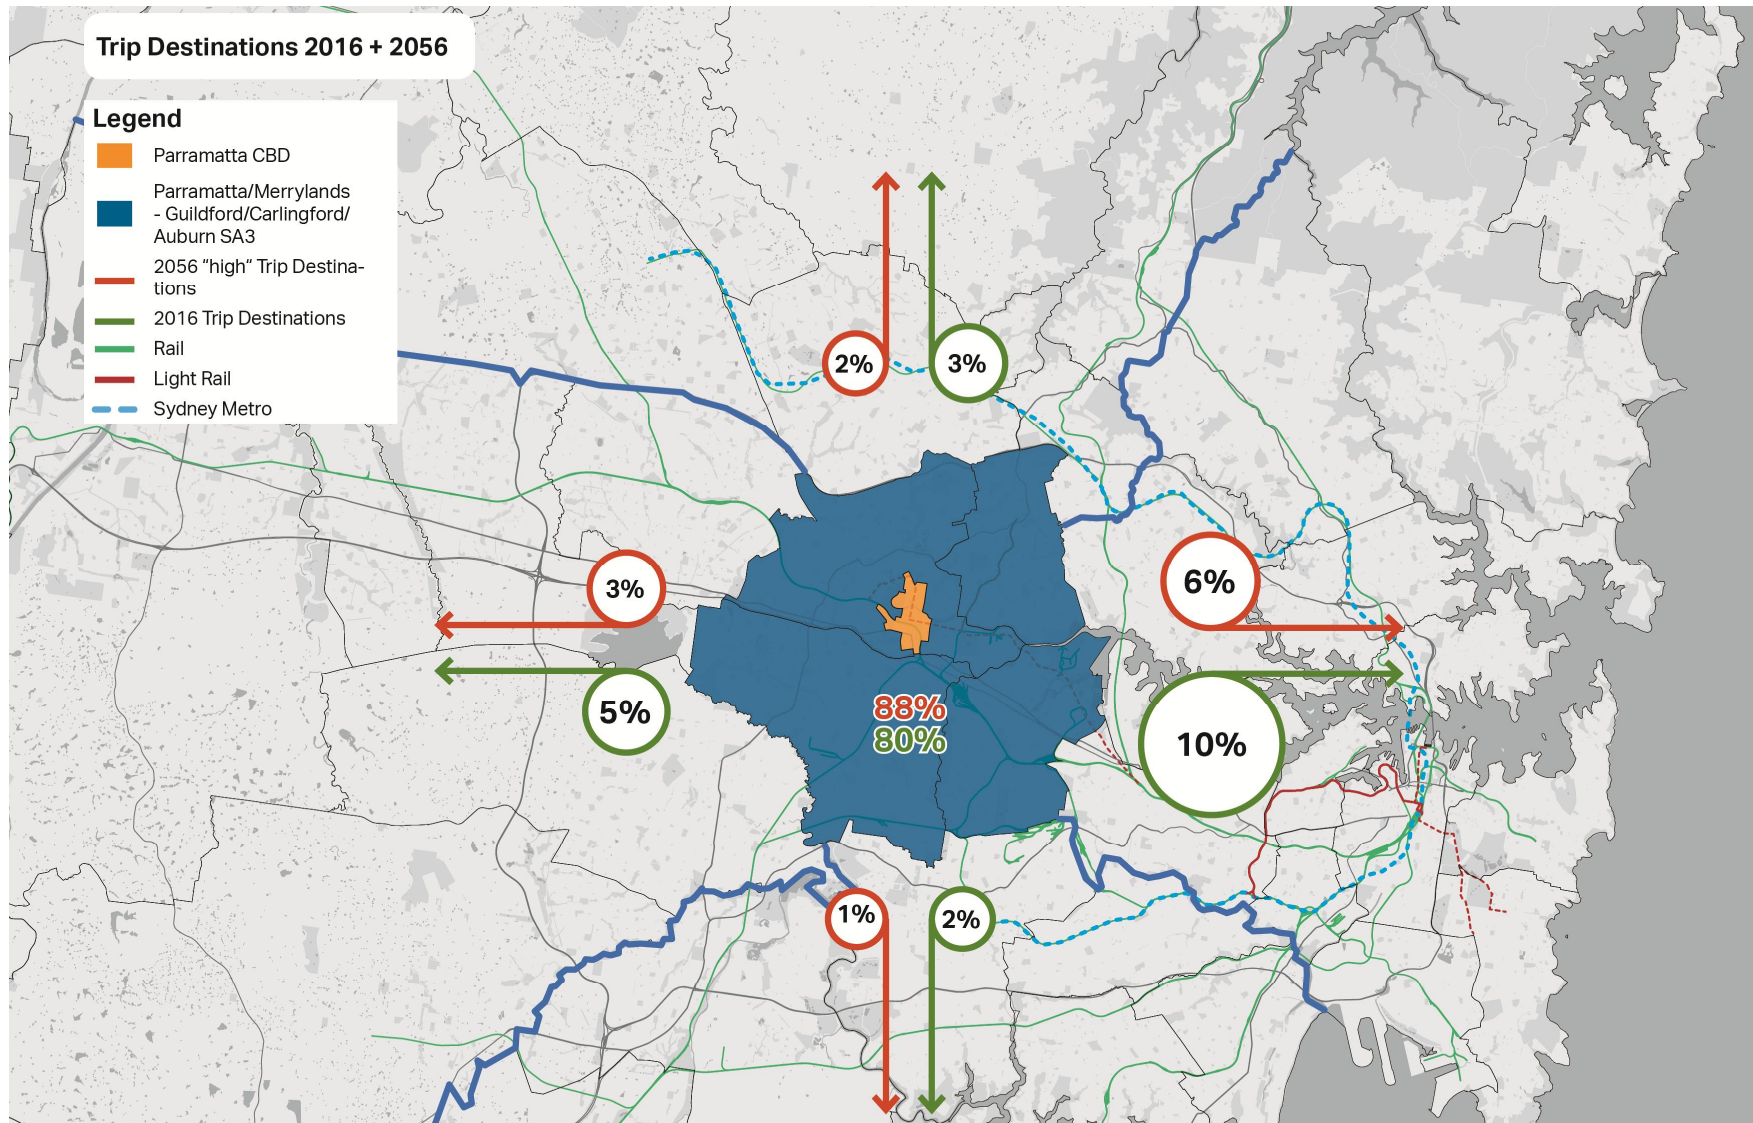 Trip Destinations 2016 + 2056
Legend
Parramatta CBD
Parramatta/Merrylands
- Guildford/Carlingford/
Auburn SA3
2056 “high“ Trip Destina-
tions
2016 Trip Destinations
Rail
Light Rail
Sydney Metro
2%
3%
3%
6%
5%
88%
80%
10%
1%
2%